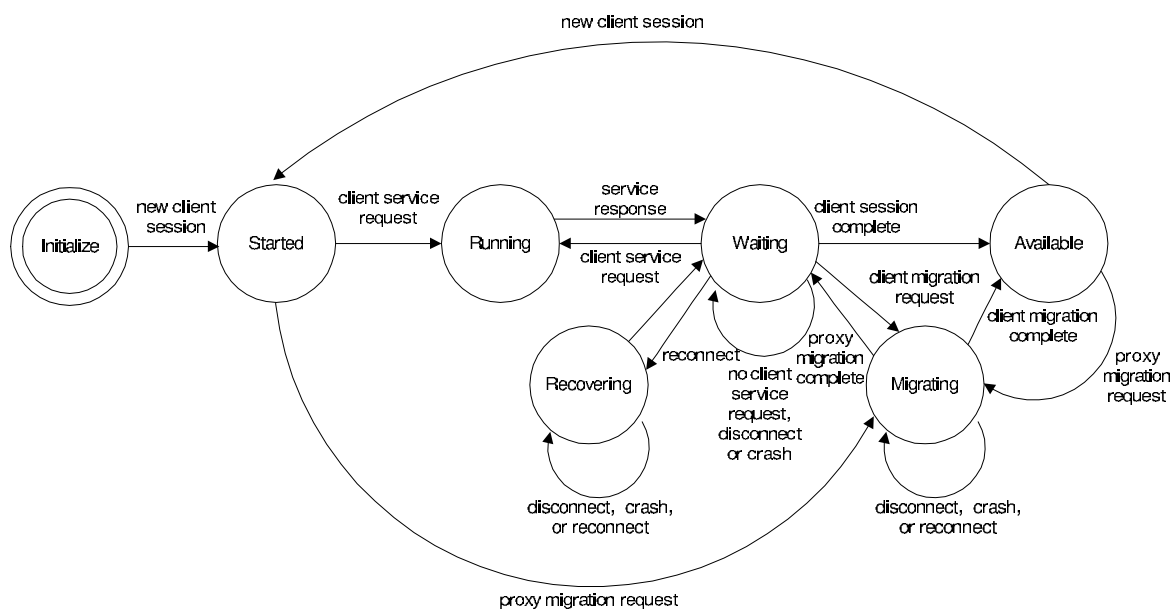 new client session
new client
session
client service
request
service
response
client session
complete
Initialize
Started
Running
Waiting
Available
client service
request
client migration
request
client migration
complete
reconnect
proxy
migration
complete
proxy
migration
request
Recovering
no client
service
request,
disconnect
or crash
Migrating
disconnect, crash,
or reconnect
disconnect, crash,
or reconnect
proxy migration request